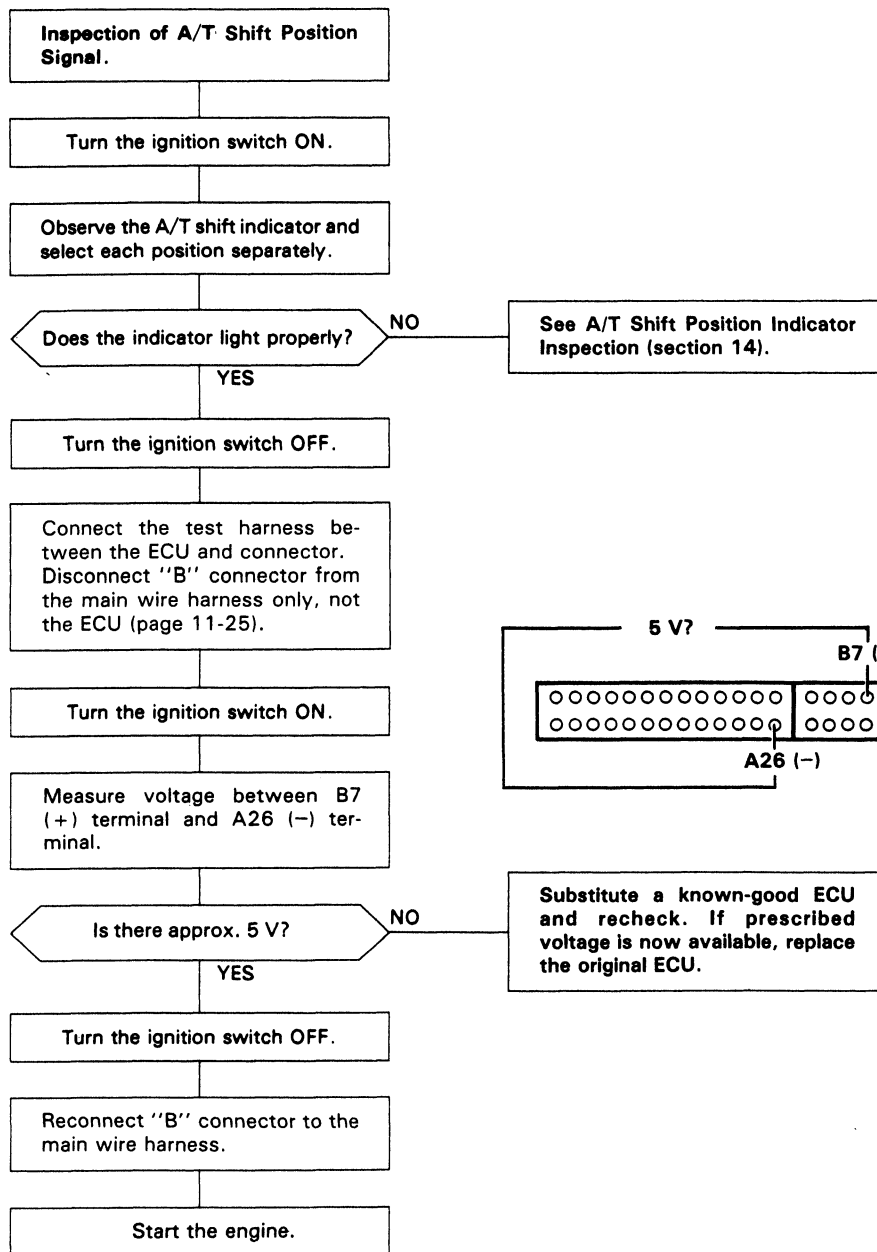 Inspection of A/T Shift Position
Signal.
Turn the ignition switch ON.
Observe the A/T shift indicator and
select each position separately.
Does the indicator light properly?
NO
See A/T Shift Position Indicator
Inspection (section 14).
YES
Turn the ignition switch OFF.
Connect the test harness be-
tween the ECU and connector.
Disconnect "B" connector from
the main wire harness only, not
the ECU (page 11-25).
5 V?
B7 (
A26 (−)
Turn the ignition switch ON.
Measure voltage between B7
(+) terminal and A26 (−) ter-
minal.
Is there approx. 5 V?
NO
Substitute a known-good ECU
and recheck. If prescribed
voltage is now available, replace
the original ECU.
YES
Turn the ignition switch OFF.
Reconnect "B" connector to the
main wire harness.
Start the engine.